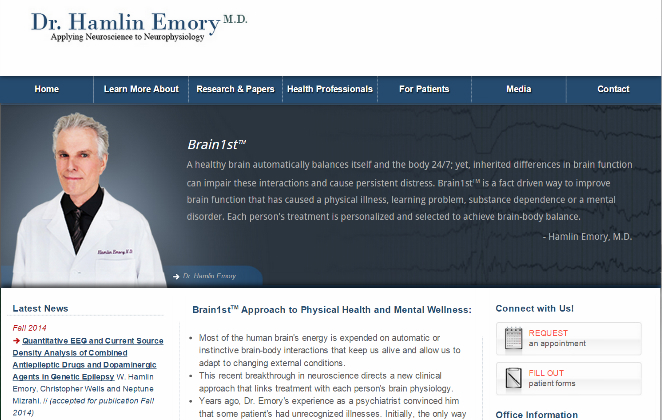 Dr. Hamlin Emory M.D.
Applying Neuroscience to Neurophysiology
Home
Learn More About
Research & Papers
Health Professionals
For Patients
Media
Contact
Brain1st™
A healthy brain automatically balances itself and the body 24/7; yet, inherited differences in brain function
can impair these interactions and cause persistent distress. Brain1st™ is a fact driven way to improve
brain function that has caused a physical illness, learning problem, substance dependence or a mental
disorder. Each person's treatment is personalized and selected to achieve brain-body balance.
- Hamlin Emory, M.D.
Hamlin Emory M.D.
Dr. Hamlin Emory
Latest News
Fall 2014
Quantitative EEG and Current Source
Density Analysis of Combined
Antiepileptic Drugs and Dopaminergic
Agents in Genetic Epilepsy W. Hamlin
Emory, Christopher Wells and Neptune
Mizrahi. // (accepted for publication Fall
2014)
Brain1st™ Approach to Physical Health and Mental Wellness:
• Most of the human brain's energy is expended on automatic or
instinctive brain-body interactions that keep us alive and allow us to
adapt to changing external conditions.
• This recent breakthrough in neuroscience directs a new clinical
approach that links treatment with each person's brain physiology.
• Years ago, Dr. Emory's experience as a psychiatrist convinced him
that some patient's had unrecognized illnesses. Initially, the only way
Connect with Us!
REQUEST
an appointment
FILL OUT
patient forms
Office Information